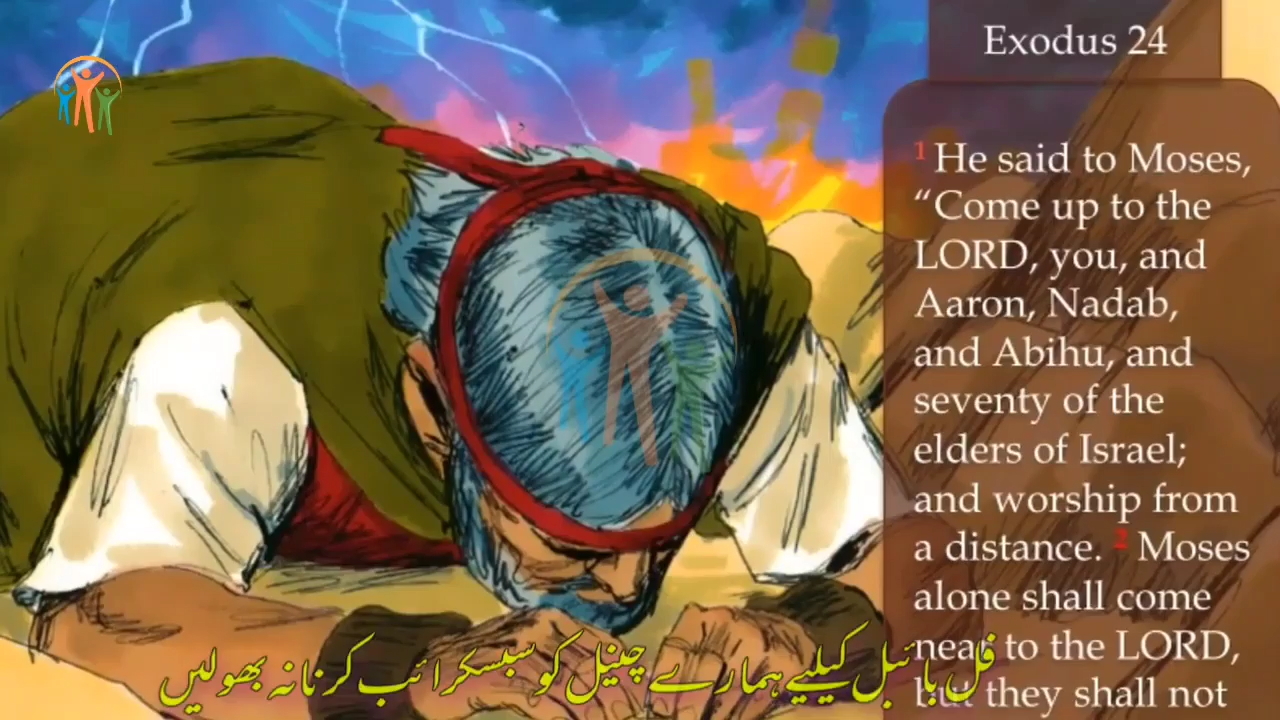 Exodus 24
1 He said to Moses,
“Come up to the
LORD, you, and
Aaron, Nadab,
and Abihu, and
seventy of the
elders of Israel;
and worship from
a distance. 2 Moses
alone shall come
near to the LORD,
but they shall not
فل بائبل کیلیے ہمارے چینل کو سبسکرائب کرنا نہ بھولیں